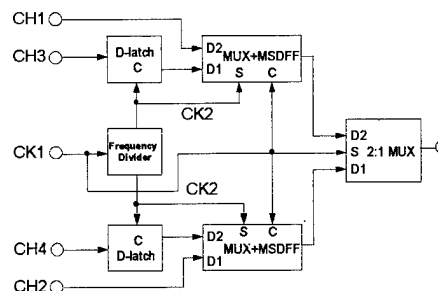 CH1
CH3
D-latch
C
D2
D1
MUX+MSDFF
S C
CK2
CK1
Frequency
Divider
D2
S 2:1 MUX
D1
CK2
CH4
C
D-latch
S C
D2
MUX+MSDFF
D1
CH2